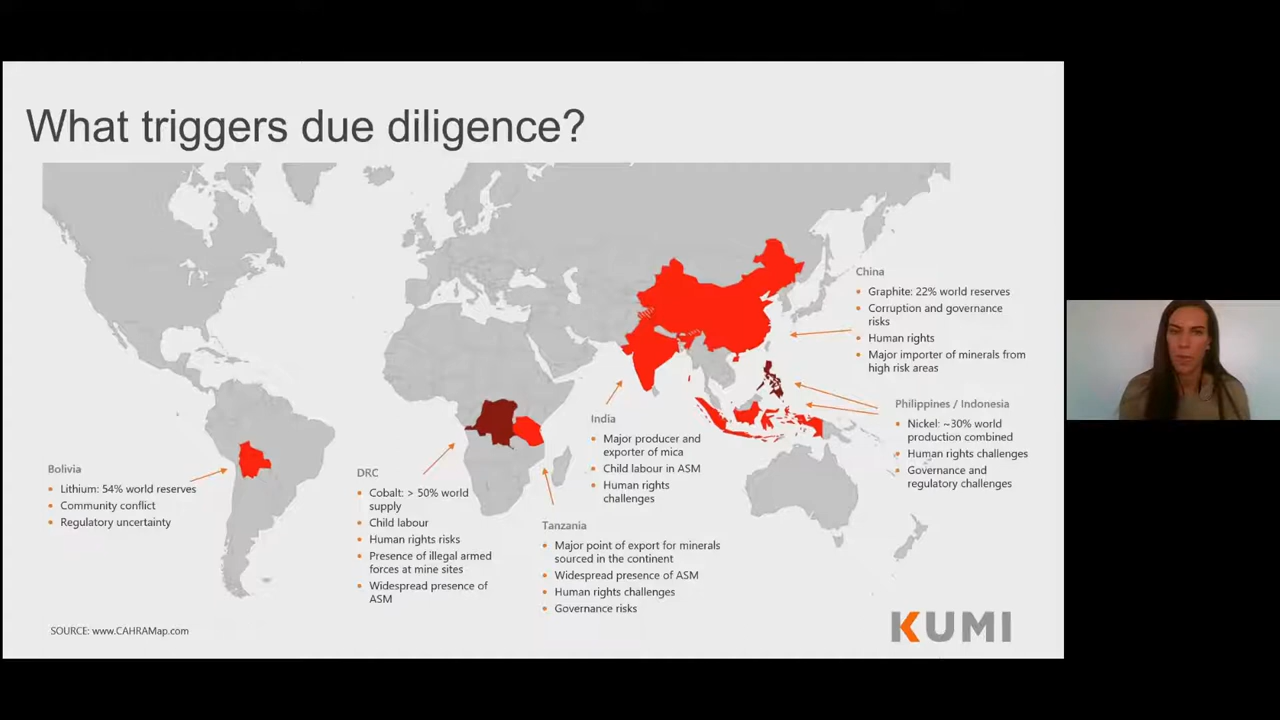 What triggers due diligence?
China
Graphite: 22% world reserves
Corruption and governance
risks
Human rights
Major importer of minerals from
high risk areas
Philippines / Indonesia
Nickel: ~30% world
production combined
Human rights challenges
Governance and
regulatory challenges
India
Major producer and
exporter of mica
Child labour in ASM
Human rights
challenges
Bolivia
Lithium: 54% world reserves
Community conflict
Regulatory uncertainty
DRC
Cobalt: > 50% world
supply
Child labour
Human rights risks
Presence of illegal armed
forces at mine sites
Widespread presence of
ASM
Tanzania
Major point of export for minerals
sourced in the continent
Widespread presence of ASM
Human rights challenges
Governance risks
SOURCE: www.CAHRAMap.com
KUMI